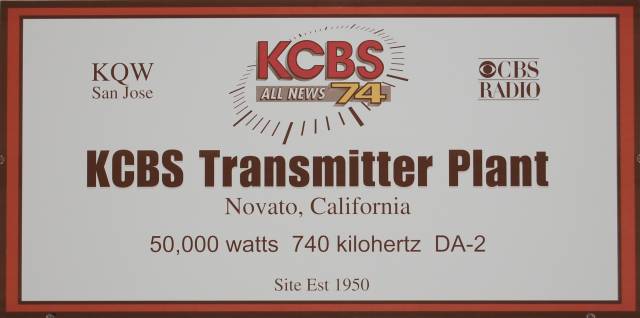 KQW
San Jose
KCBS
ALL NEWS 74
CBS
RADIO
KCBS Transmitter Plant
Novato, California
50,000 watts 740 kilohertz DA-2
Site Est 1950